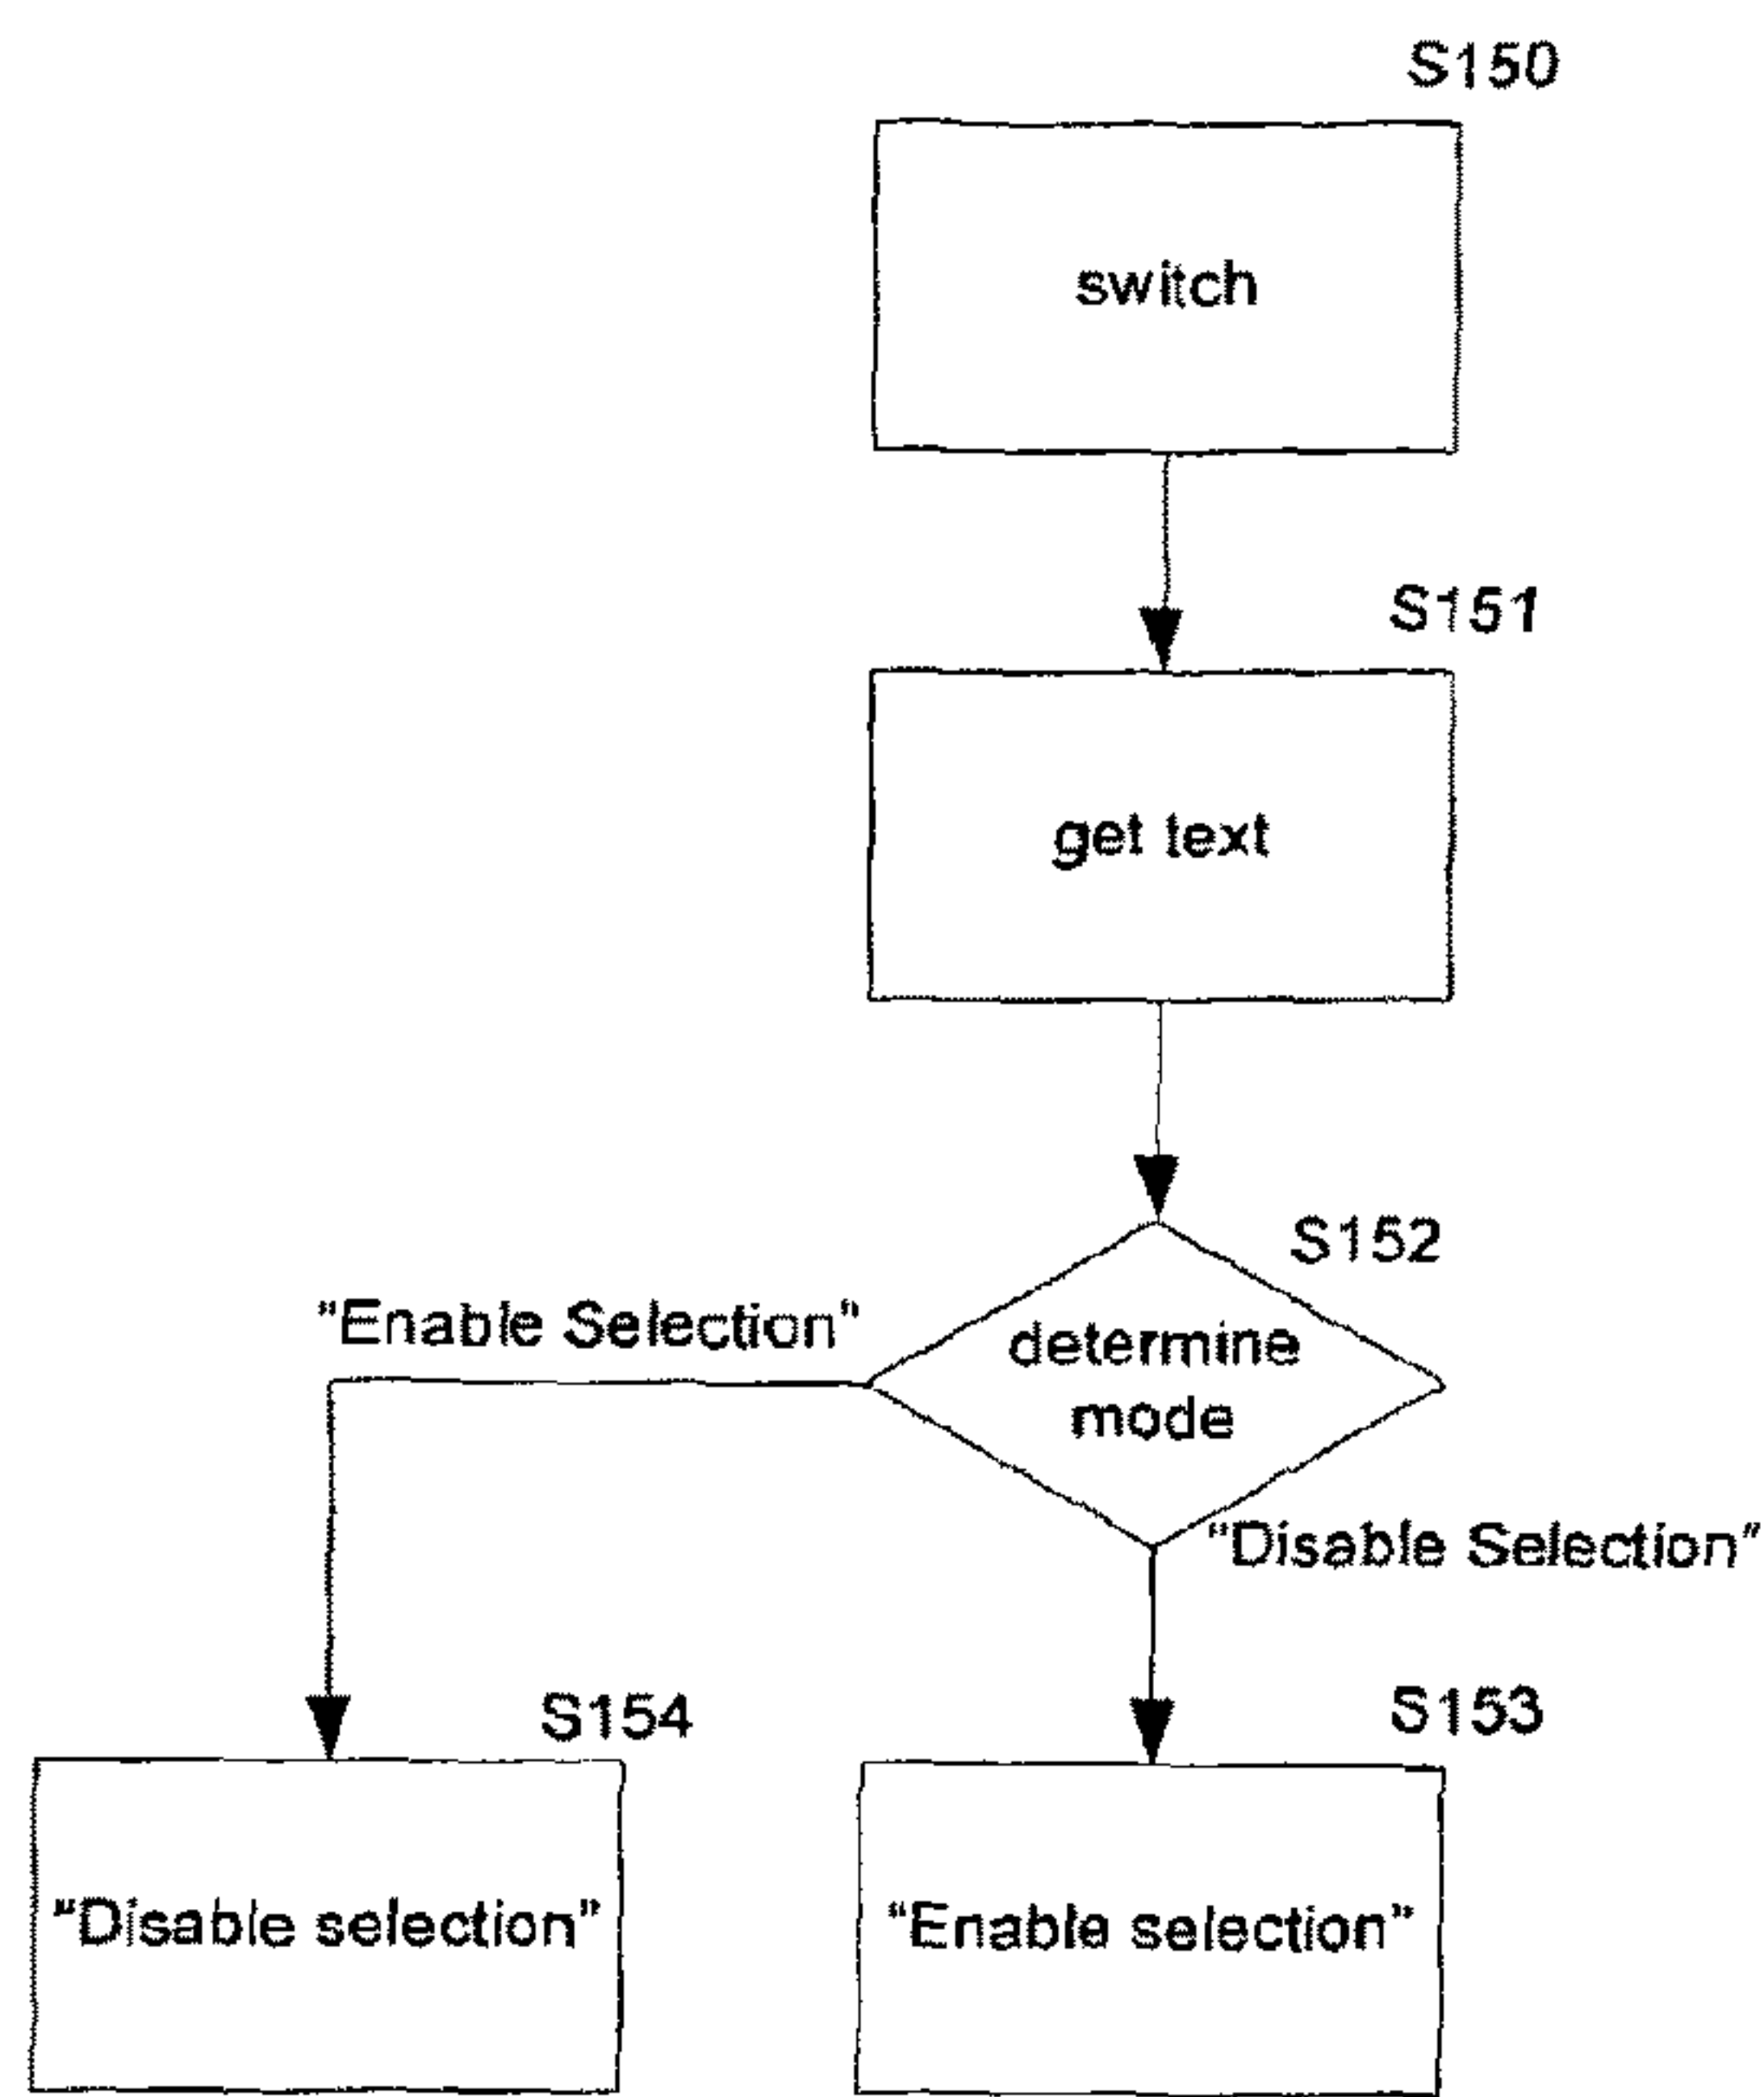 S150
switch
S151
get text
S152
"Enable Selection"
determine
mode
"Disable Selection"
S154
S153
"Disable selection"
"Enable selection"